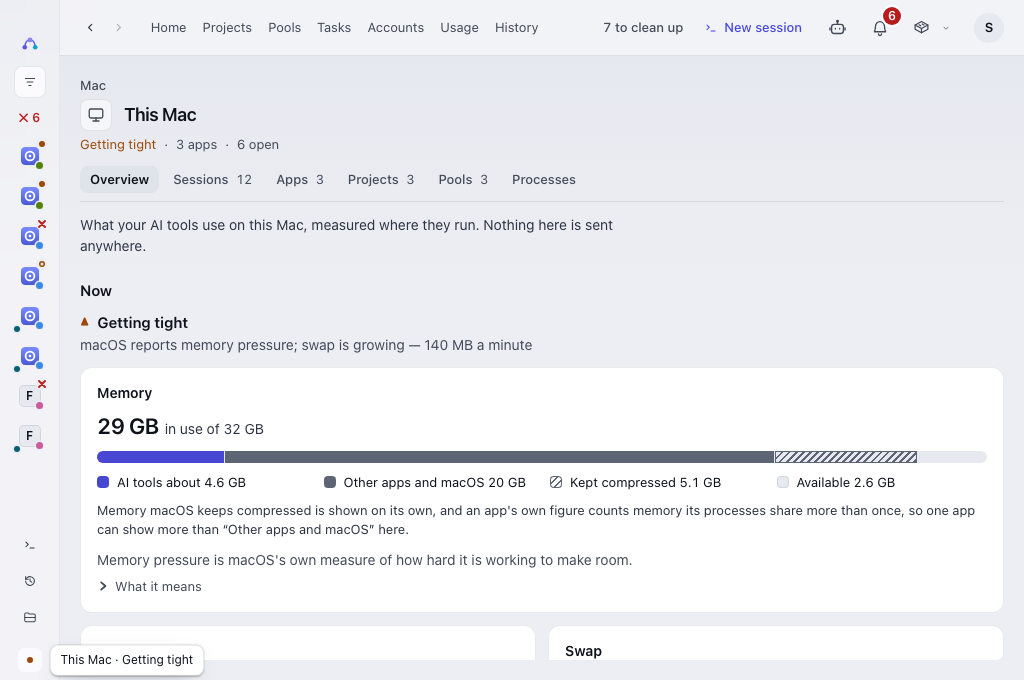 Home Projects Pools Tasks Accounts Usage History 7 to clean up New session 6 S
6
Mac
This Mac
Getting tight · 3 apps · 6 open
Overview Sessions 12 Apps 3 Projects 3 Pools 3 Processes
What your AI tools use on this Mac, measured where they run. Nothing here is sent
anywhere.
Now
Getting tight
macOS reports memory pressure; swap is growing — 140 MB a minute
Memory
29 GB in use of 32 GB
AI tools about 4.6 GB Other apps and macOS 20 GB Kept compressed 5.1 GB Available 2.6 GB
Memory macOS keeps compressed is shown on its own, and an app's own figure counts memory its processes share more than once, so one app
can show more than “Other apps and macOS” here.
Memory pressure is macOS's own measure of how hard it is working to make room.
What it means
F
F
Swap
This Mac · Getting tight